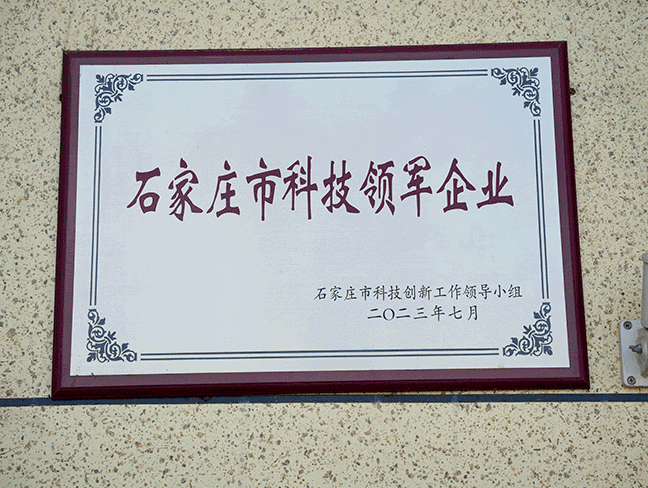 石家庄市科技领军企业
石家庄市科技创新工作领导小组
二〇二三年七月